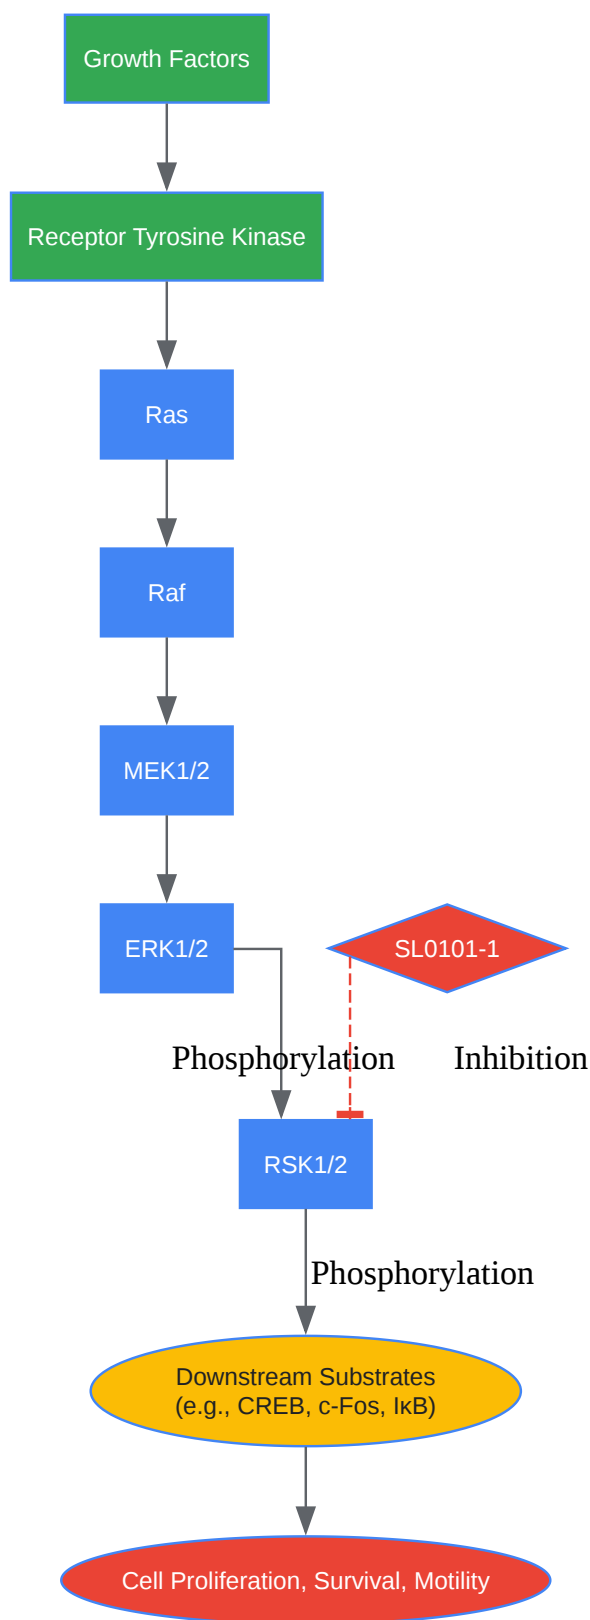 Growth Factors
Receptor Tyrosine Kinase
Ras
Raf
MEK1/2
ERK1/2
SL0101-1
Phosphorylation
Inhibition
RSK1/2
Phosphorylation
Downstream Substrates
(e.g., CREB, c-Fos, IκB)
Cell Proliferation, Survival, Motility